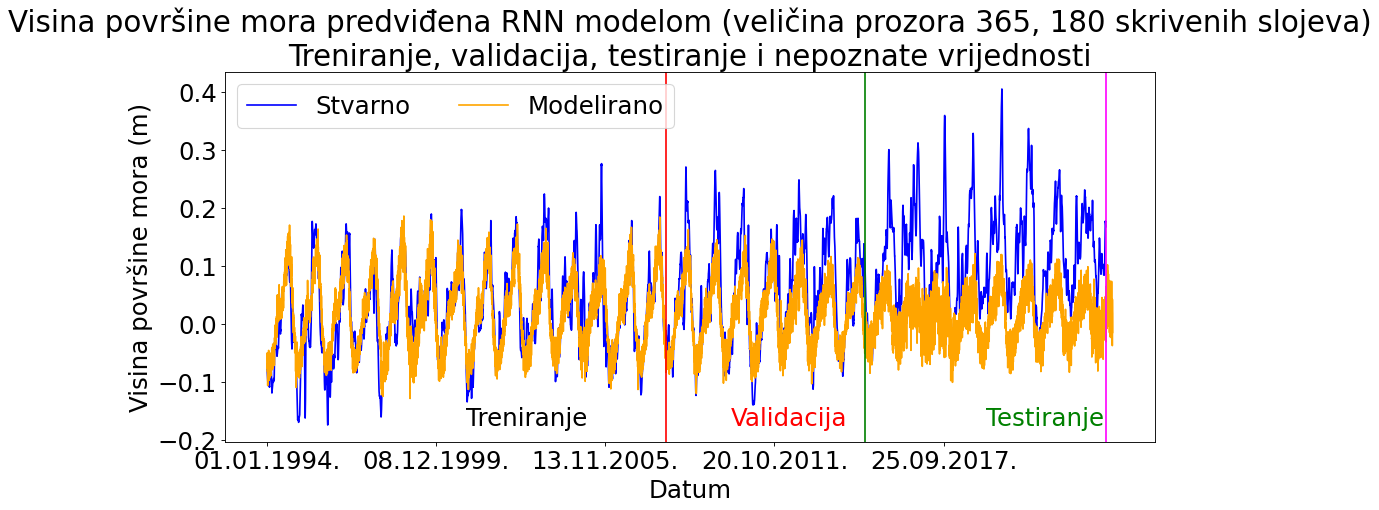 Visina površine mora predviđena RNN modelom (veličina prozora 365, 180 skrivenih slojeva)
Treniranje, validacija, testiranje i nepoznate vrijednosti
Stvarno Modelirano
Visina površine mora (m)
0.4
0.3
0.2
0.1
0.0
−0.1
−0.2
Treniranje Validacija Testiranje
01.01.1994. 08.12.1999. 13.11.2005. 20.10.2011. 25.09.2017.
Datum